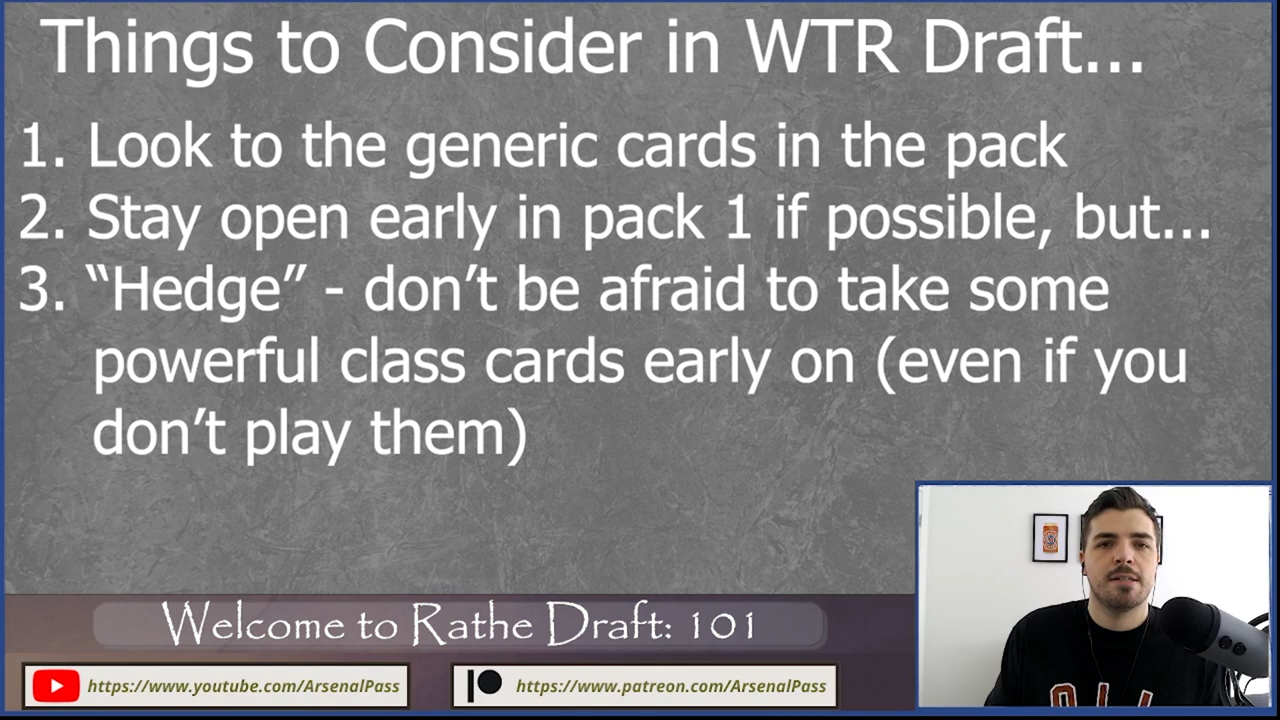 Things to Consider in WTR Draft...
1. Look to the generic cards in the pack
2. Stay open early in pack 1 if possible, but...
3. “Hedge” - don’t be afraid to take some
powerful class cards early on (even if you
don’t play them)
Welcome to Rathe Draft: 101
https://www.youtube.com/ArsenalPass
https://www.patreon.com/ArsenalPass